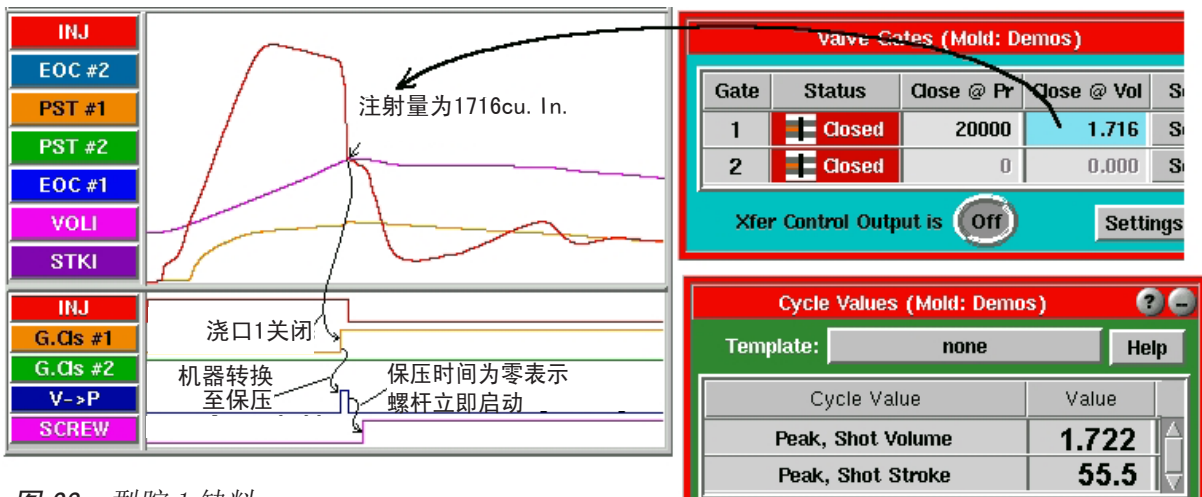 INJ
EOC #2
PST #1
PST #2
EOC #1
VOLI
STKI
注射量为1716cu. In.
INJ
G.Cls #1
G.Cls #2
V->P
SCREW
浇口1关闭
机器转换
至保压
保压时间为零表示
螺杆立即启动
Valve Gates (Mold: Demos)
Gate Status Close @ Pr Close @ Vol
1 Closed 20000 1.716
2 Closed 0 0.000
Xfer Control Output is Off Settings
Cycle Values (Mold: Demos) ? -
Template: none Help
Cycle Value Value
Peak, Shot Volume 1.722
Peak, Shot Stroke 55.5